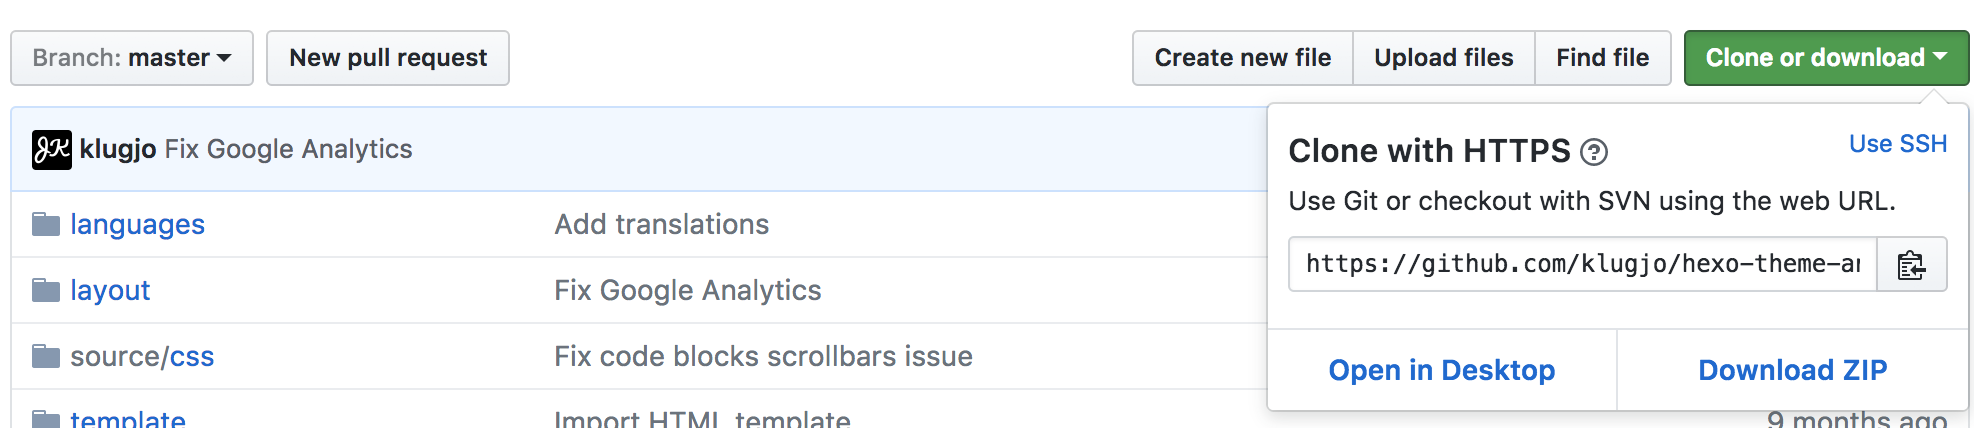 Branch: master New pull request Create new file Upload files Find file Clone or download
klugjo Fix Google Analytics
Clone with HTTPS Use SSH
Use Git or checkout with SVN using the web URL.
https://github.com/klugjo/hexo-theme-a
Open in Desktop Download ZIP
languages Add translations
layout Fix Google Analytics
source/css Fix code blocks scrollbars issue
template Import HTML template 9 months ago